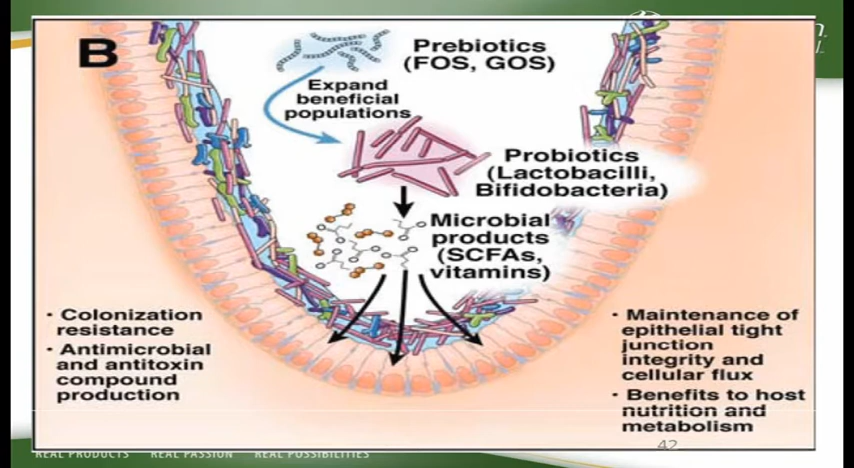 B
Prebiotics
(FOS, GOS)
Expand
beneficial
populations
Probiotics
(Lactobacilli,
Bifidobacteria)
Microbial
products
(SCFAs,
vitamins)
· Colonization
resistance
· Antimicrobial
and antitoxin
compound
production
· Maintenance of
epithelial tight
junction
integrity and
cellular flux
· Benefits to host
nutrition and
metabolism
42
REAL PRODUCTS REAL PASSION REAL POSSIBILITIES